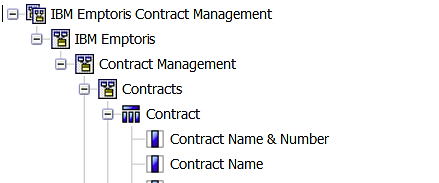 IBM Emptoris Contract Management
IBM Emptoris
Contract Management
Contracts
Contract
Contract Name & Number
Contract Name